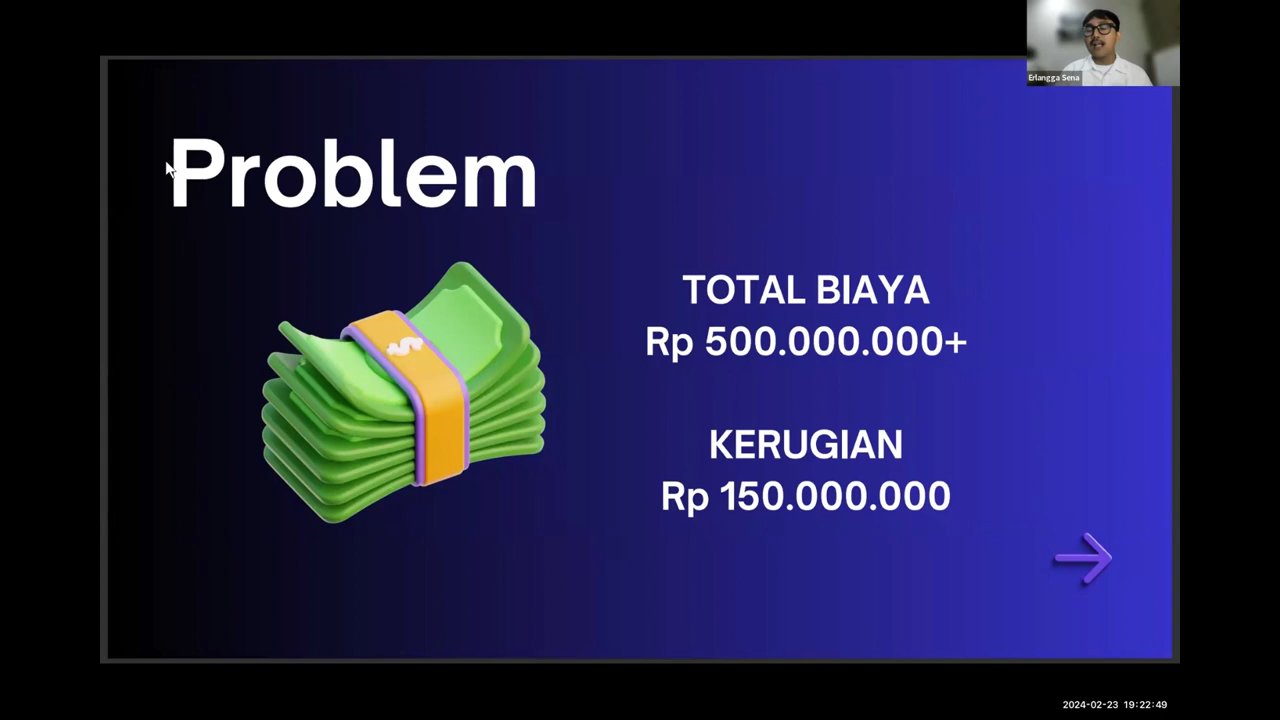 Erlangga Sena
Problem
TOTAL BIAYA
Rp 500.000.000+
KERUGIAN
Rp 150.000.000
$
2024-02-23 19:22:49